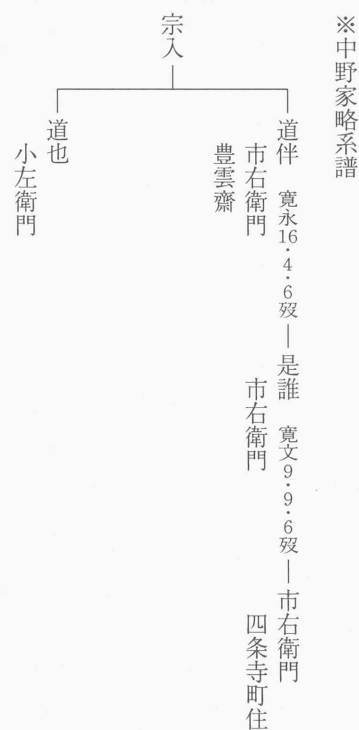 ※中野家略系譜
宗入
道伴 寛永16・4・6歿
市右衛門
豊雲齋
是誰 寛文9・9・6歿
市右衛門
市右衛門
四条寺町住
道也
小左衛門